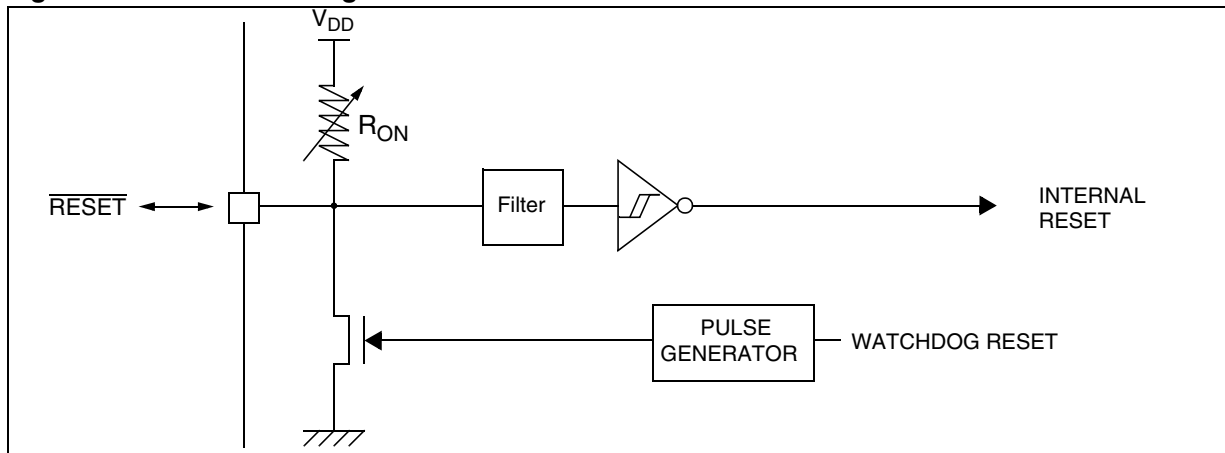 VDD
RON
RESET
Filter
INTERNAL
RESET
PULSE
GENERATOR
WATCHDOG RESET